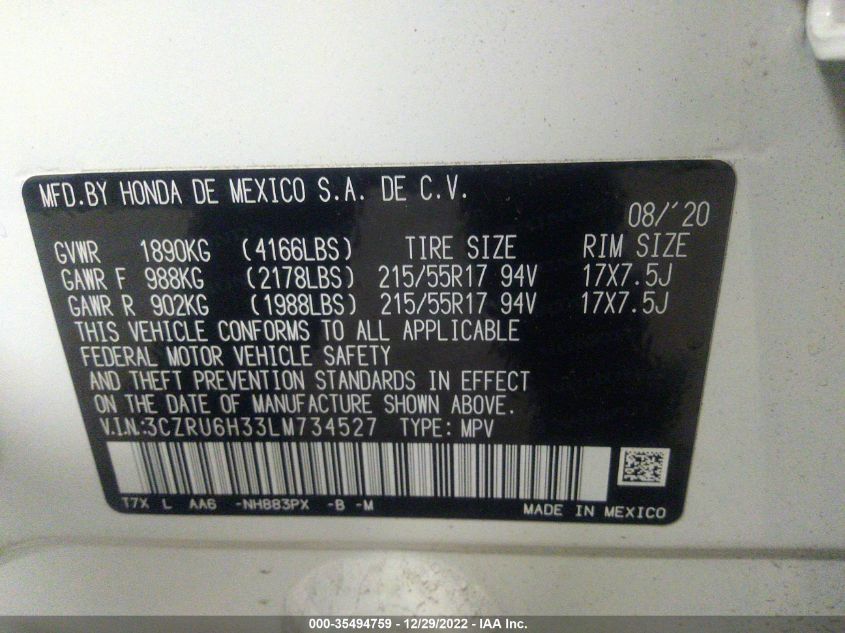 MFD.BY HONDA DE MEXICO S.A. DE C.V.
08/'20
GVWR 1890KG (4166LBS) TIRE SIZE RIM SIZE
GAWR F 988KG (2178LBS) 215/55R17 94V 17X7.5J
GAWR R 902KG (1988LBS) 215/55R17 94V 17X7.5J
THIS VEHICLE CONFORMS TO ALL APPLICABLE
FEDERAL MOTOR VEHICLE SAFETY
AND THEFT PREVENTION STANDARDS IN EFFECT
ON THE DATE OF MANUFACTURE SHOWN ABOVE.
V.I.N.:3CZRU6H33LM734527 TYPE: MPV
T7X L AA6 -NH883PX -B -M
MADE IN MEXICO
000-35494759 - 12/29/2022 - IAA Inc.